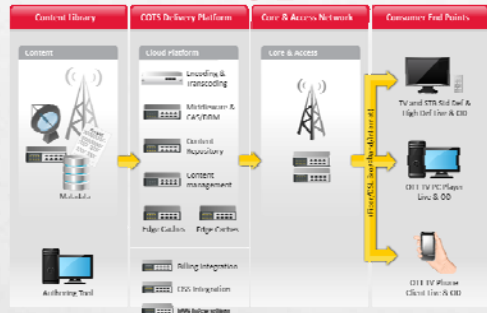 Content Library
COTS Delivery Platform
Core & Access Network
Consumer End Points
Content
Cloud Platform
Core & Access
Encoding &
Transcoding
Middleware &
CAS/DRM
Content
Repository
Content
management
Edge Caches
Edge Caches
Metadata
Authoring Tool
Billing Integration
OSS Integration
TV and STB Std Def &
High Def Live & OD
OTT TV PC Player
Live & OD
OTT TV Phone
Client Live & OD